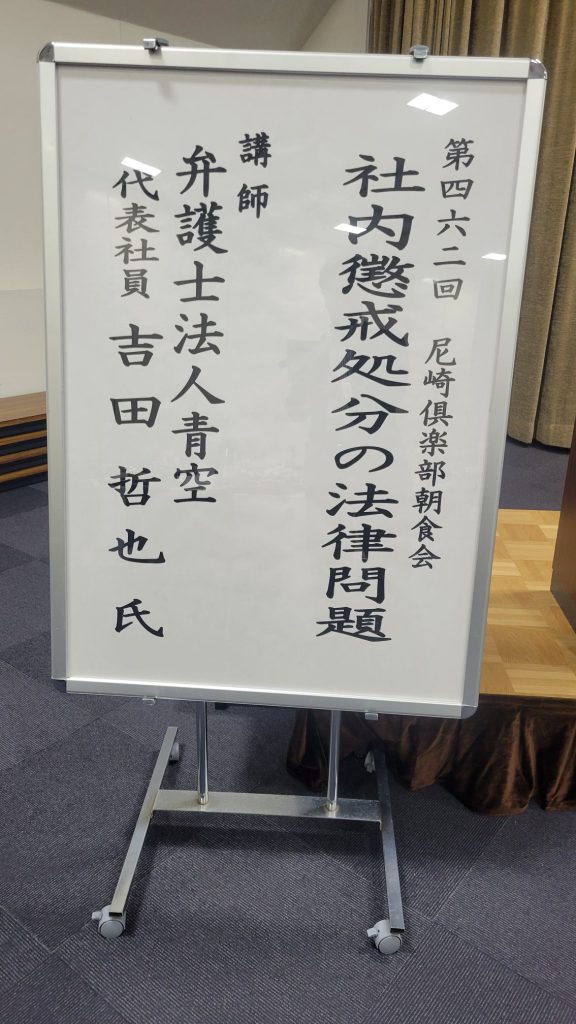 第四六二回　尼崎倶楽部朝食会
社内懲戒処分の法律問題
講師
弁護士法人青空
代表社員　吉田哲也氏